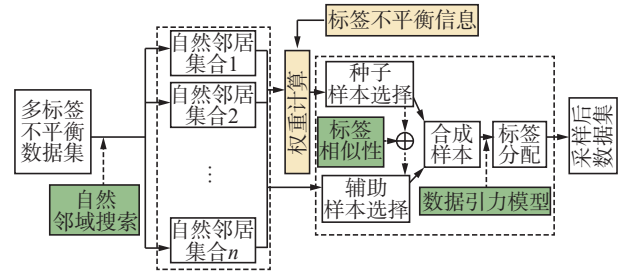 标签不平衡信息
自然邻居
集合1
自然邻居
集合2
⋮
自然邻居
集合n
多标签
不平衡
数据集
自然
邻域搜索
权重计算
种子
样本选择
标签
相似性
辅助
样本选择
合成
样本
标签
分配
数据引力模型
采样后
数据集